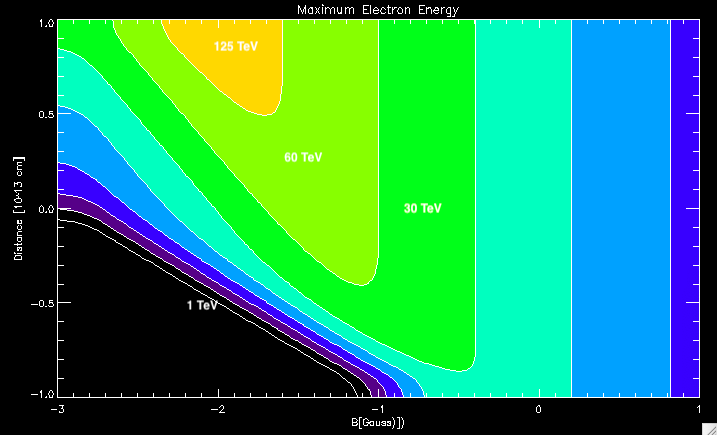 Maximum Electron Energy
1.0
125 TeV
0.5
60 TeV
Distance [10^13 cm]
0.0
30 TeV
-0.5
1 TeV
-1.0
-3
-2
-1
0
1
B[Gauss])